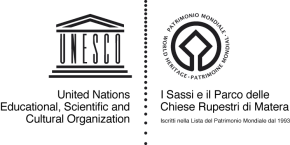 UNESCO
United Nations
Educational, Scientific and
Cultural Organization
PATRIMONIO MONDIALE
WORLD HERITAGE
PATRIMOINE MONDIAL
I Sassi e il Parco delle
Chiese Rupestri di Matera
Iscritti nella Lista del Patrimonio Mondiale dal 1993